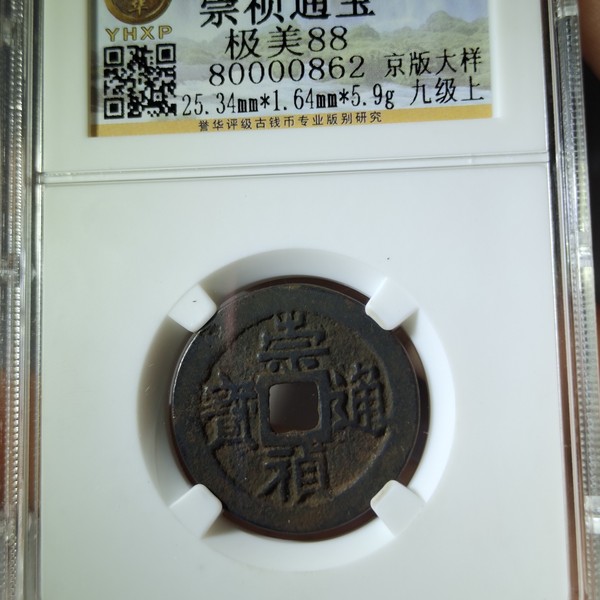 崇祯通宝
YHXP
极美88
80000862 京版大样
25.34mm*1.64mm*5.9g 九级上
誉华评级古钱币专业版别研究
崇
寶 通
禎